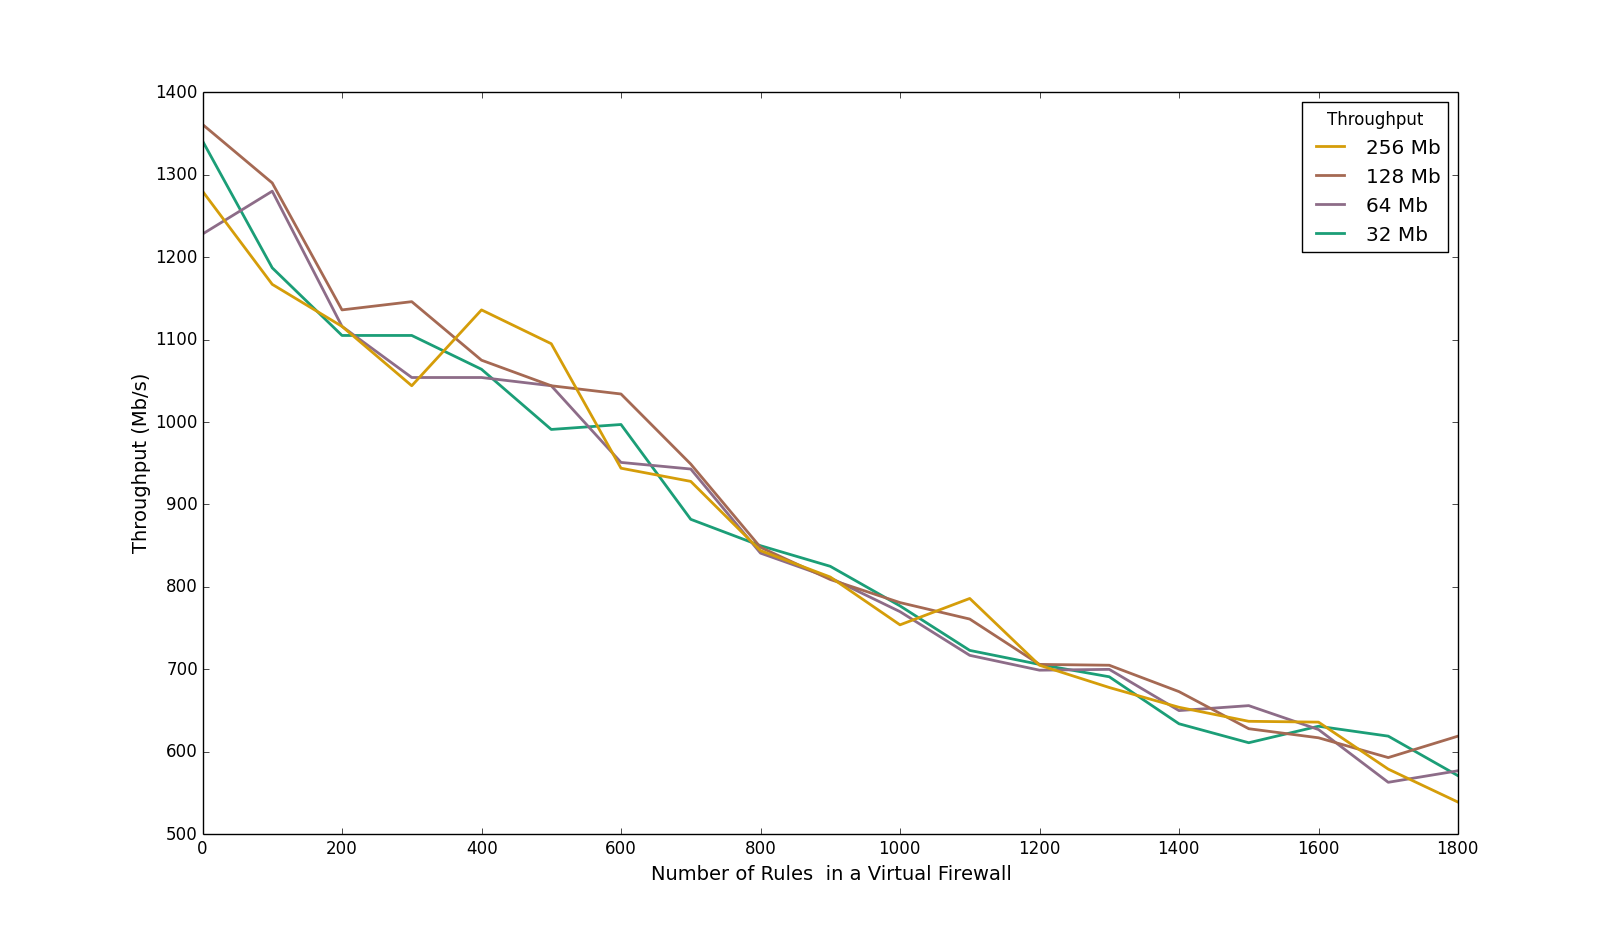 1400
1300
1200
1100
1000
900
800
700
600
500
Throughput (Mb/s)
Throughput
256 Mb
128 Mb
64 Mb
32 Mb
0 200 400 600 800 1000 1200 1400 1600 1800
Number of Rules  in a Virtual Firewall